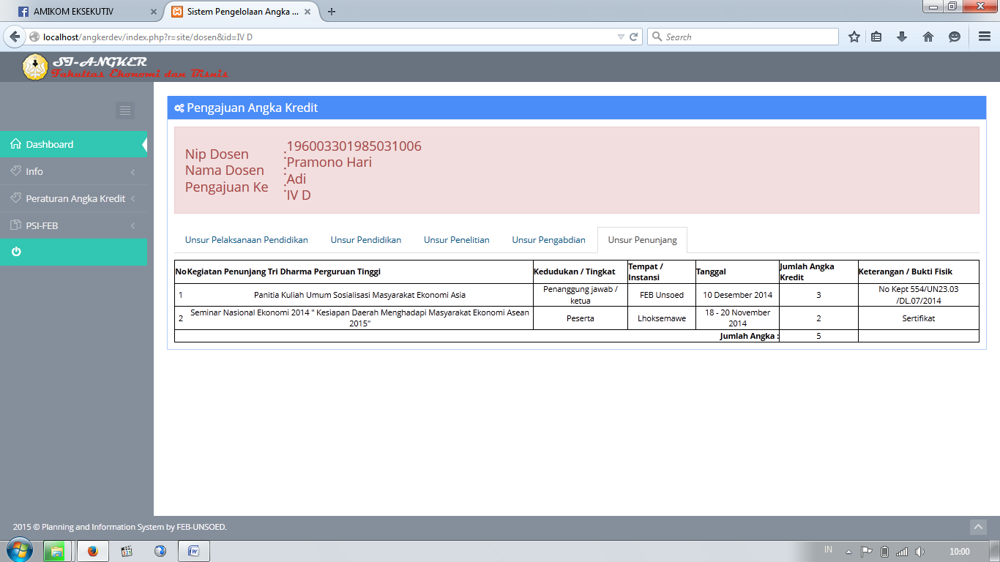 AMIKOM EKSEKUTIV
Sistem Pengelolaan Angka ...
localhost/angkerdev/index.php?r=site/dosen&id=IV D
Search
SI-ANGKER
Fakultas Ekonomi dan Bisnis
Dashboard
Info
Peraturan Angka Kredit
PSI-FEB
Pengajuan Angka Kredit
Nip Dosen : 196003301985031006
Nama Dosen : Pramono Hari
Adi
Pengajuan Ke : IV D
Unsur Pelaksanaan Pendidikan Unsur Pendidikan Unsur Penelitian Unsur Pengabdian Unsur Penunjang
No Kegiatan Penunjang Tri Dharma Perguruan Tinggi Kedudukan / Tingkat Tempat / Instansi Tanggal Jumlah Angka Kredit Keterangan / Bukti Fisik
1 Panitia Kuliah Umum Sosialisasi Masyarakat Ekonomi Asia Penanggung jawab / ketua FEB Unsoed 10 Desember 2014 3 No Kept 554/UN23.03 /DL.07/2014
2 Seminar Nasional Ekonomi 2014 " Kesiapan Daerah Menghadapi Masyarakat Ekonomi Asean 2015" Peserta Lhoksemawe 18 - 20 November 2014 2 Sertifikat
Jumlah Angka : 5
2015 © Planning and Information System by FEB-UNSOED.
321
IN
10:00